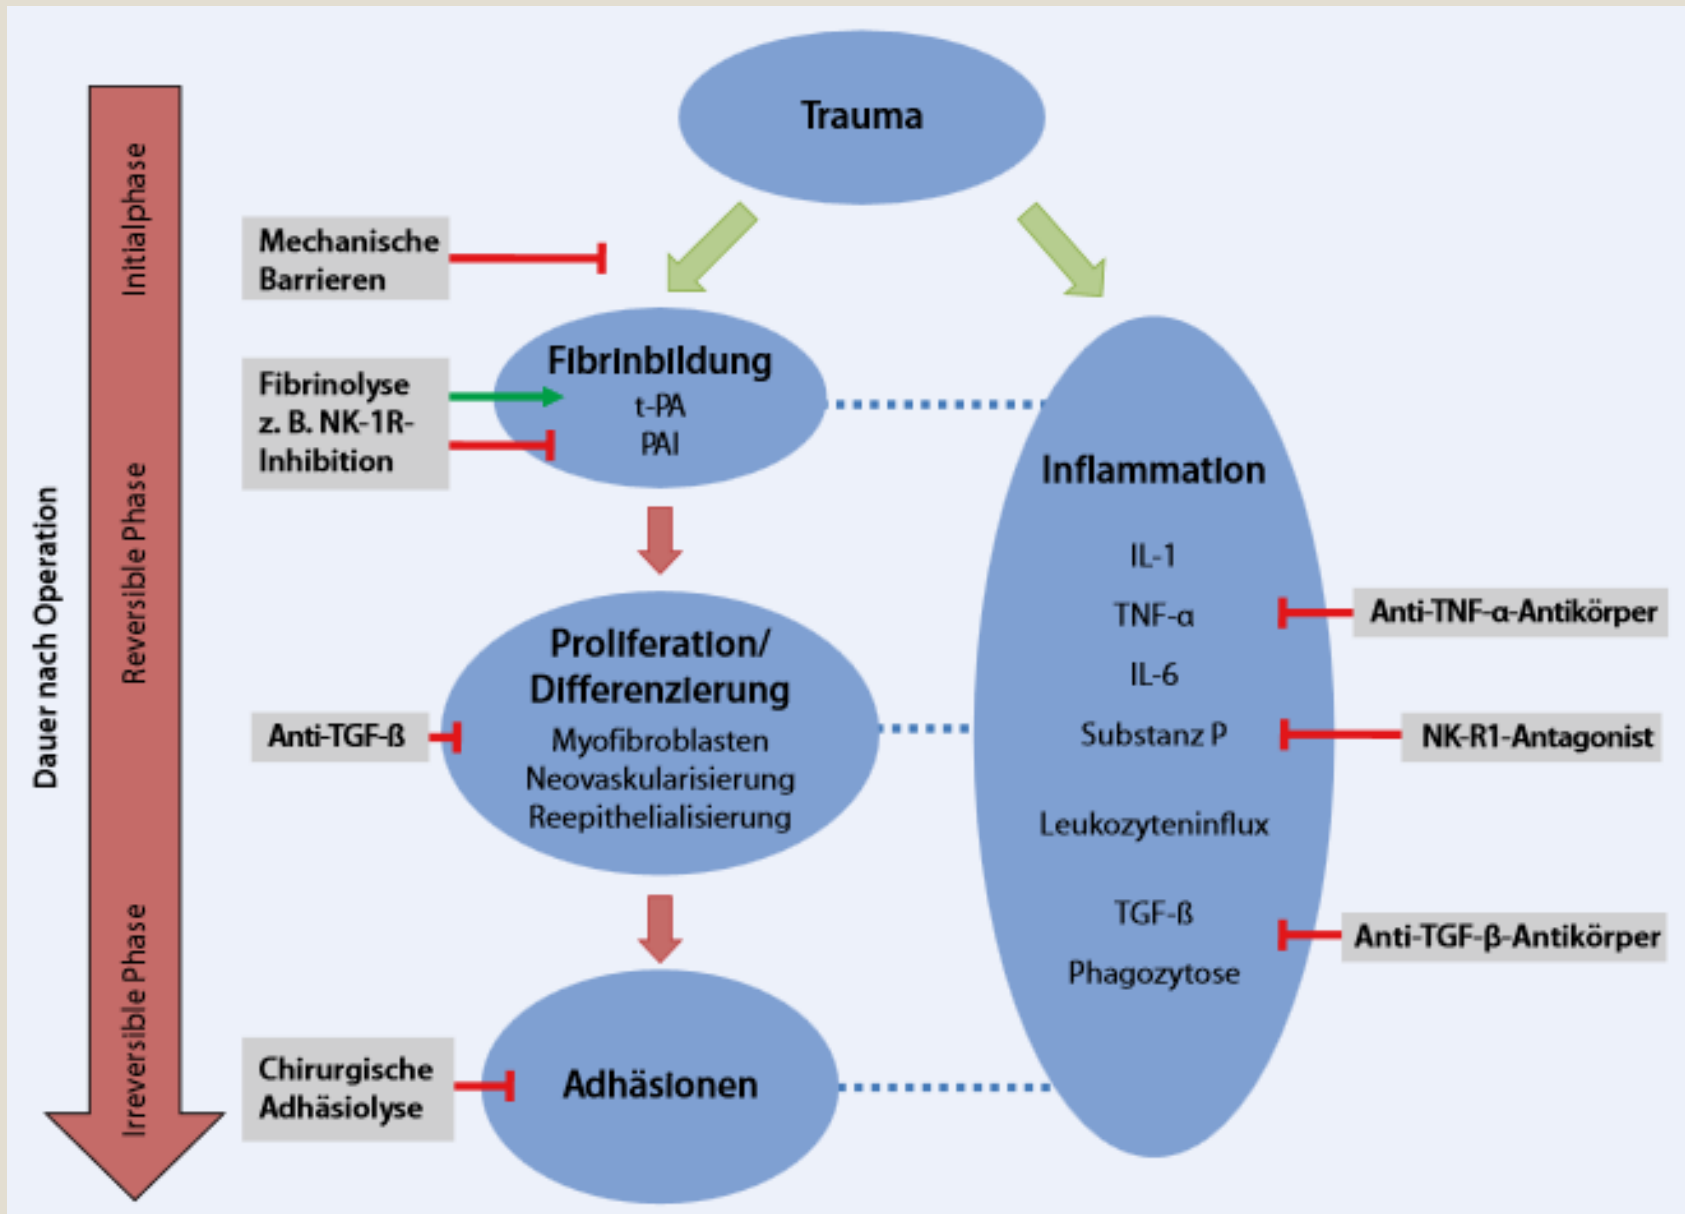 Trauma
Dauer nach Operation
Initialphase
Reversible Phase
Irreversible Phase
Mechanische
Barrieren
Fibrinolyse
z. B. NK-1R-
Inhibition
Fibrinbildung
t-PA
PAI
Anti-TGF-ß
Proliferation/
Differenzierung
Myofibroblasten
Neovaskularisierung
Reepithelialisierung
Chirurgische
Adhäsiolyse
Adhäsionen
Inflammation
IL-1
TNF-α
IL-6
Substanz P
Leukozyteninflux
TGF-ß
Phagozytose
Anti-TNF-α-Antikörper
NK-R1-Antagonist
Anti-TGF-β-Antikörper